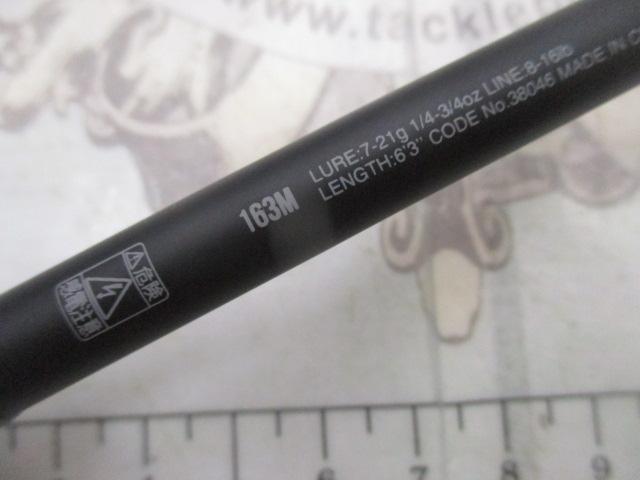 www.tackleb
163M
LURE:7-21g 1/4-3/4oz LINE:8-16lb
LENGTH:6'3" CODE No.38046 MADE IN C
危険
感電注意
6 7 8 9